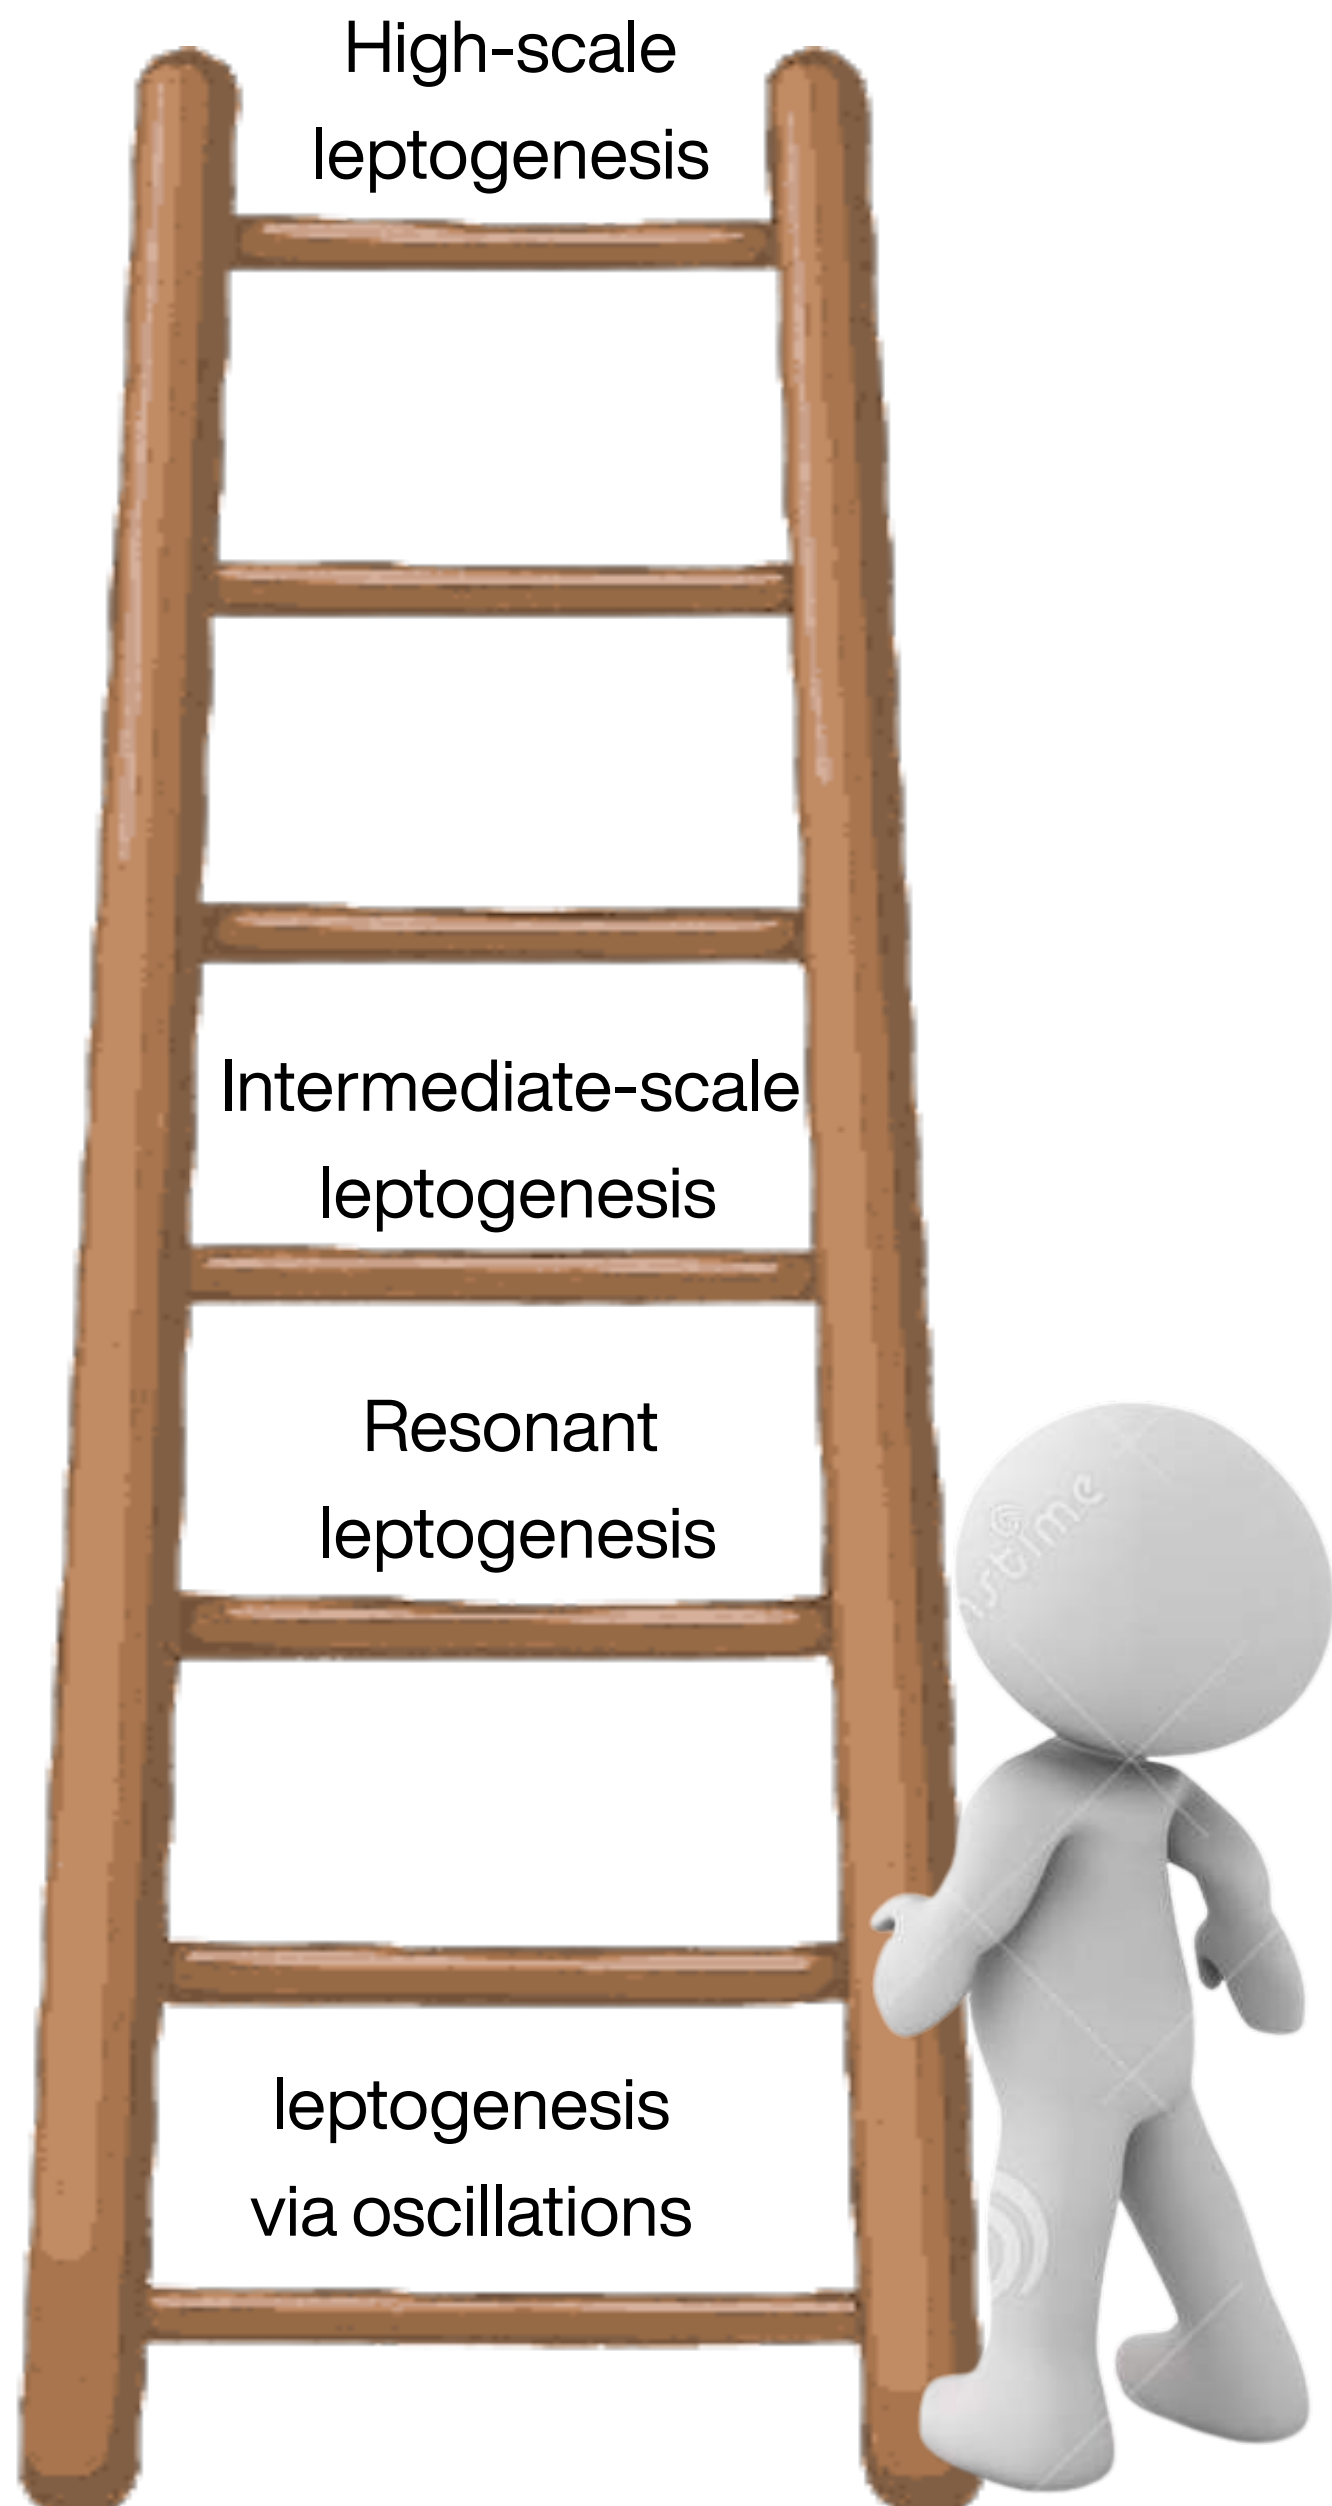 High-scale
leptogenesis
Intermediate-scale
leptogenesis
Resonant
leptogenesis
leptogenesis
via oscillations